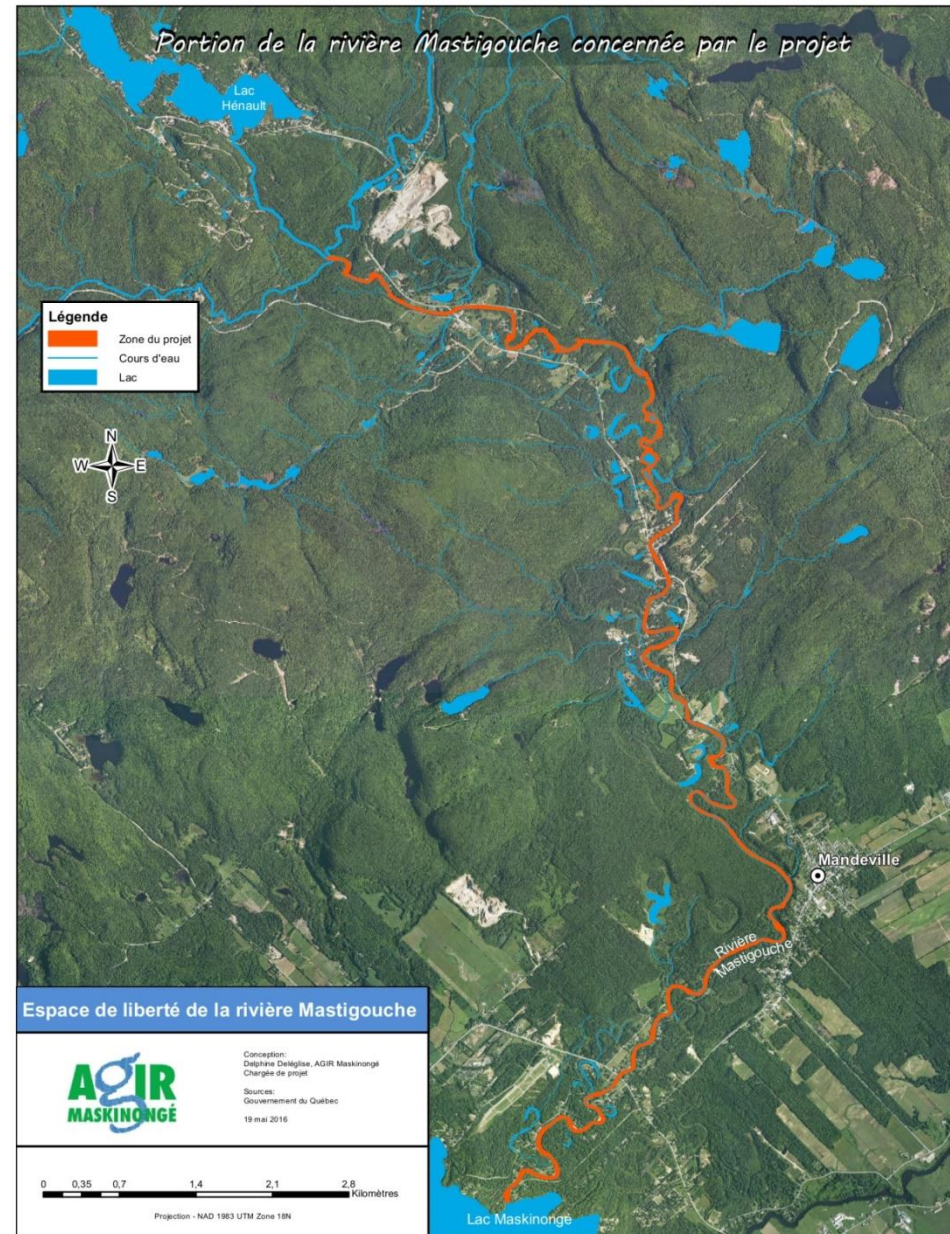 Portion de la rivière Mastigouche concernée par le projet
Lac
Hénault
Légende
Zone du projet
Cours d'eau
Lac
N
W
E
S
Mandeville
Rivière
Mastigouche
Espace de liberté de la rivière Mastigouche
AGIR
MASKINONGÉ
Conception:
Delphine Deléglise, AGIR Maskinongé
Chargée de projet
Sources:
Gouvernement du Québec
19 mai 2016
0 0,35 0,7 1,4 2,1 2,8
Kilomètres
Projection - NAD 1983 UTM Zone 18N
Lac Maskinongé